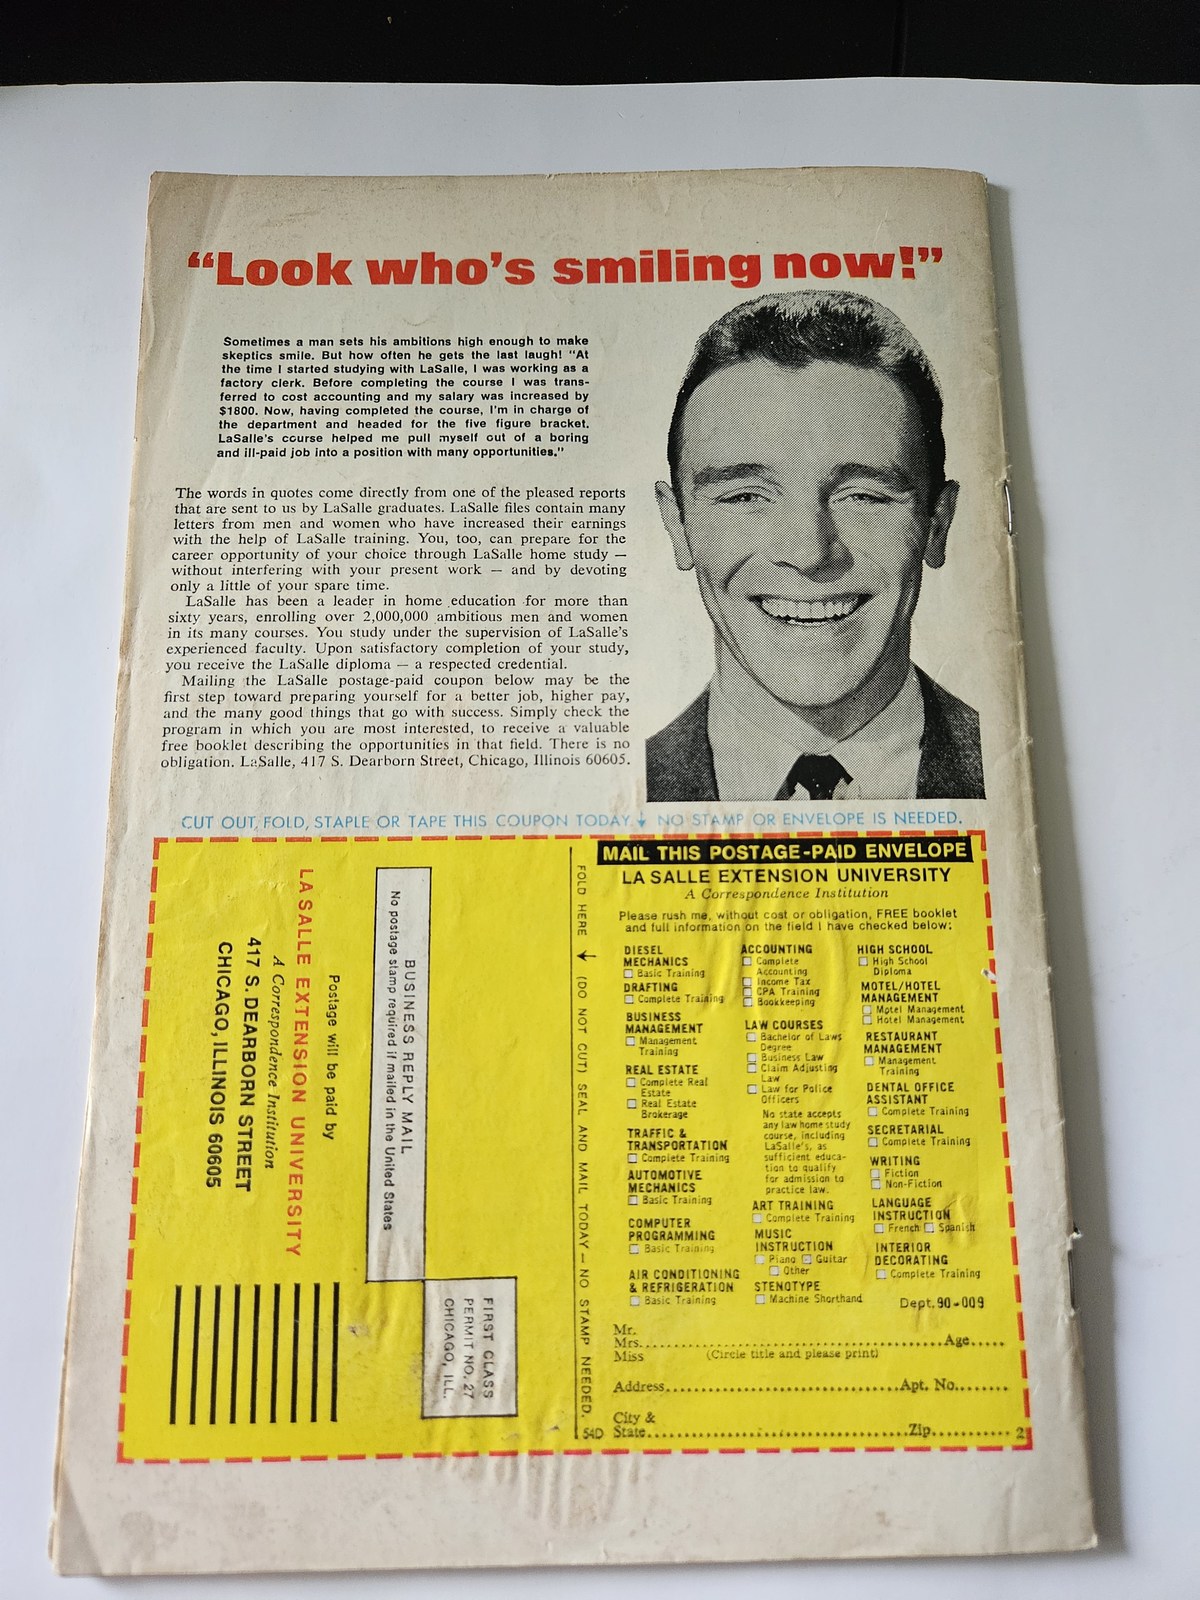 “Look who’s smiling now!”
Sometimes a man sets his ambitions high enough to make
skeptics smile. But how often he gets the last laugh! "At
the time I started studying with LaSalle, I was working as a
factory clerk. Before completing the course I was trans-
ferred to cost accounting and my salary was increased by
$1800. Now, having completed the course, I'm in charge of
the department and headed for the five figure bracket.
LaSalle's course helped me pull myself out of a boring
and ill-paid job into a position with many opportunities."
The words in quotes come directly from one of the pleased reports
that are sent to us by LaSalle graduates. LaSalle files contain many
letters from men and women who have increased their earnings
with the help of LaSalle training. You, too, can prepare for the
career opportunity of your choice through LaSalle home study —
without interfering with your present work — and by devoting
only a little of your spare time.
LaSalle has been a leader in home education for more than
sixty years, enrolling over 2,000,000 ambitious men and women
in its many courses. You study under the supervision of LaSalle's
experienced faculty. Upon satisfactory completion of your study,
you receive the LaSalle diploma — a respected credential.
Mailing the LaSalle postage-paid coupon below may be the
first step toward preparing yourself for a better job, higher pay,
and the many good things that go with success. Simply check the
program in which you are most interested, to receive a valuable
free booklet describing the opportunities in that field. There is no
obligation. LaSalle, 417 S. Dearborn Street, Chicago, Illinois 60605.
CUT OUT, FOLD, STAPLE OR TAPE THIS COUPON TODAY. ↓ NO STAMP OR ENVELOPE IS NEEDED.
FIRST CLASS
PERMIT NO. 27
CHICAGO, ILL.
BUSINESS REPLY MAIL
No postage stamp required if mailed in the United States
Postage will be paid by
LA SALLE EXTENSION UNIVERSITY
A Correspondence Institution
417 S. DEARBORN STREET
CHICAGO, ILLINOIS 60605
FOLD HERE (DO NOT CUT) SEAL AND MAIL TODAY — NO STAMP NEEDED.
54D
MAIL THIS POSTAGE-PAID ENVELOPE
LA SALLE EXTENSION UNIVERSITY
A Correspondence Institution
Please rush me, without cost or obligation, FREE booklet
and full information on the field I have checked below:
DIESEL
MECHANICS
☐ Basic Training
DRAFTING
☐ Complete Training
BUSINESS
MANAGEMENT
☐ Management
Training
REAL ESTATE
☐ Complete Real
Estate
☐ Real Estate
Brokerage
TRAFFIC &
TRANSPORTATION
☐ Complete Training
AUTOMOTIVE
MECHANICS
☐ Basic Training
COMPUTER
PROGRAMMING
☐ Basic Training
AIR CONDITIONING
& REFRIGERATION
☐ Basic Training
ACCOUNTING
☐ Complete
Accounting
☐ Income Tax
☐ CPA Training
☐ Bookkeeping
LAW COURSES
☐ Bachelor of Laws
Degree
☐ Business Law
☐ Claim Adjusting
Law
☐ Law for Police
Officers
No state accepts
any law home study
course, including
LaSalle's, as
sufficient educa-
tion to qualify
for admission to
practice law.
ART TRAINING
☐ Complete Training
MUSIC
INSTRUCTION
☐ Piano ☐ Guitar
☐ Other
STENOTYPE
☐ Machine Shorthand
HIGH SCHOOL
☐ High School
Diploma
MOTEL/HOTEL
MANAGEMENT
☐ Motel Management
☐ Hotel Management
RESTAURANT
MANAGEMENT
☐ Management
Training
DENTAL OFFICE
ASSISTANT
☐ Complete Training
SECRETARIAL
☐ Complete Training
WRITING
☐ Fiction
☐ Non-Fiction
LANGUAGE
INSTRUCTION
☐ French ☐ Spanish
INTERIOR
DECORATING
☐ Complete Training
Dept. 90-009
Mr.
Mrs. Age
Miss (Circle title and please print)
Address Apt. No.
City &
State Zip 2